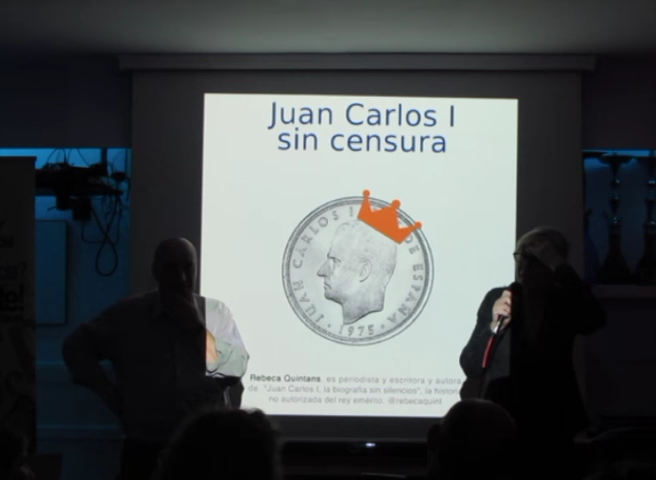 Juan Carlos I
sin censura
JUAN CARLOS I DE ESPAÑA
· 1975 ·
Rebeca Quintans, es periodista y escritora y autora
de "Juan Carlos I, la biografía sin silencios", la historia
no autorizada del rey emérito. @rebecaquint